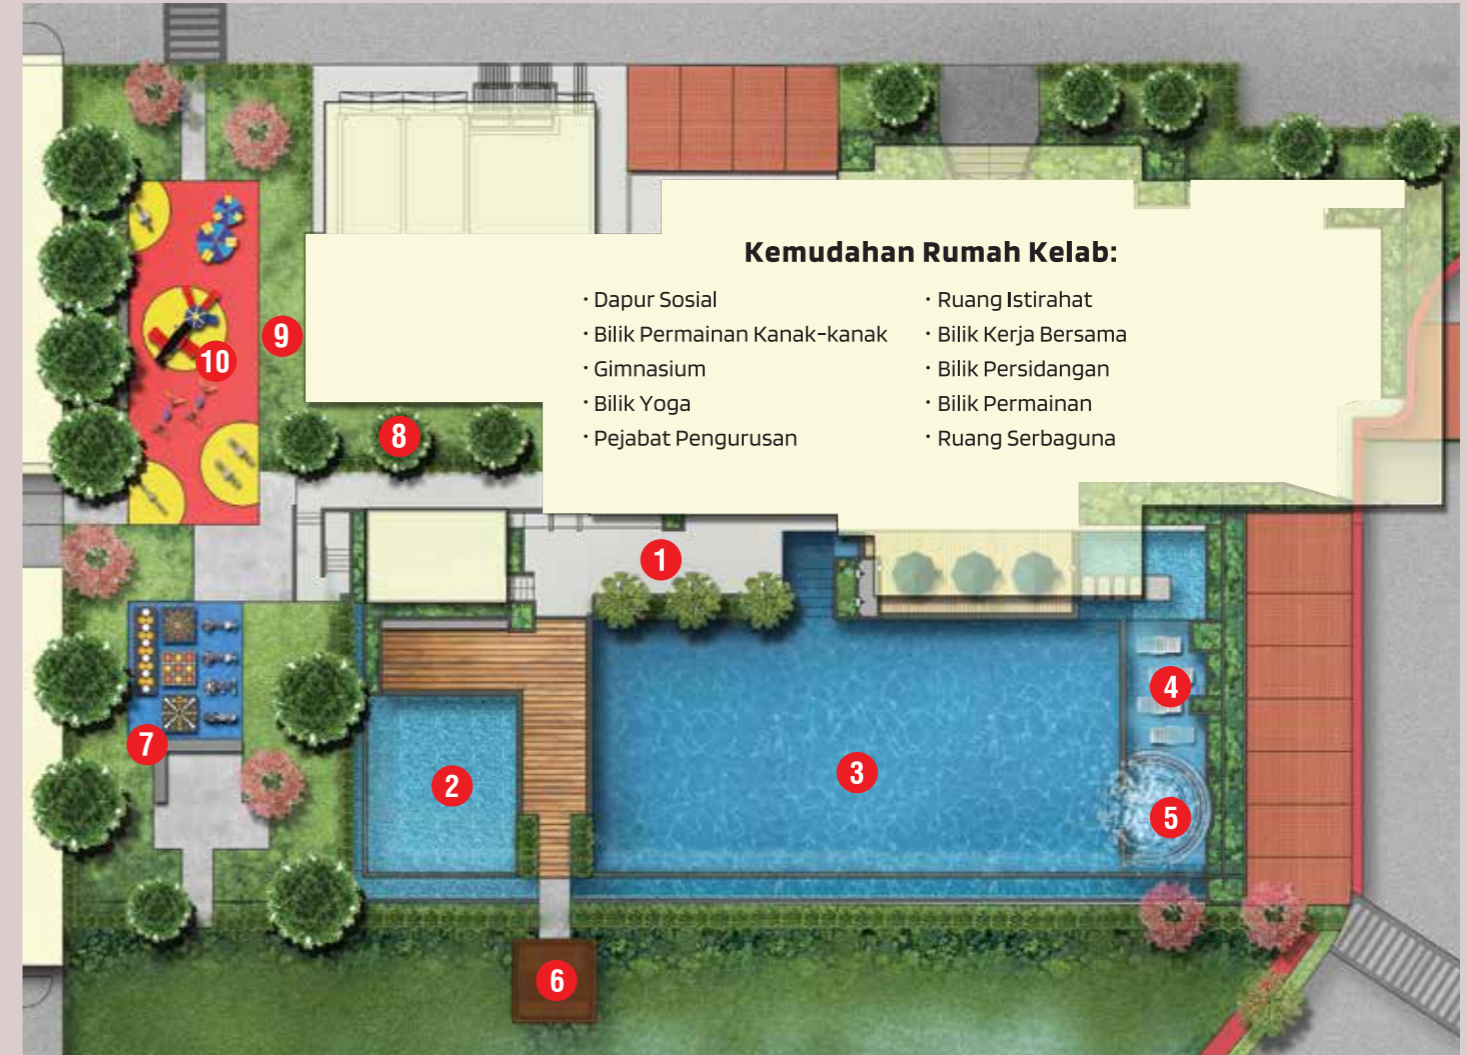 Kemudahan Rumah Kelab:
· Dapur Sosial
· Bilik Permainan Kanak-kanak
· Gimnasium
· Bilik Yoga
· Pejabat Pengurusan
· Ruang Istirahat
· Bilik Kerja Bersama
· Bilik Persidangan
· Bilik Permainan
· Ruang Serbaguna
9
10
8
1
4
7
2
3
5
6